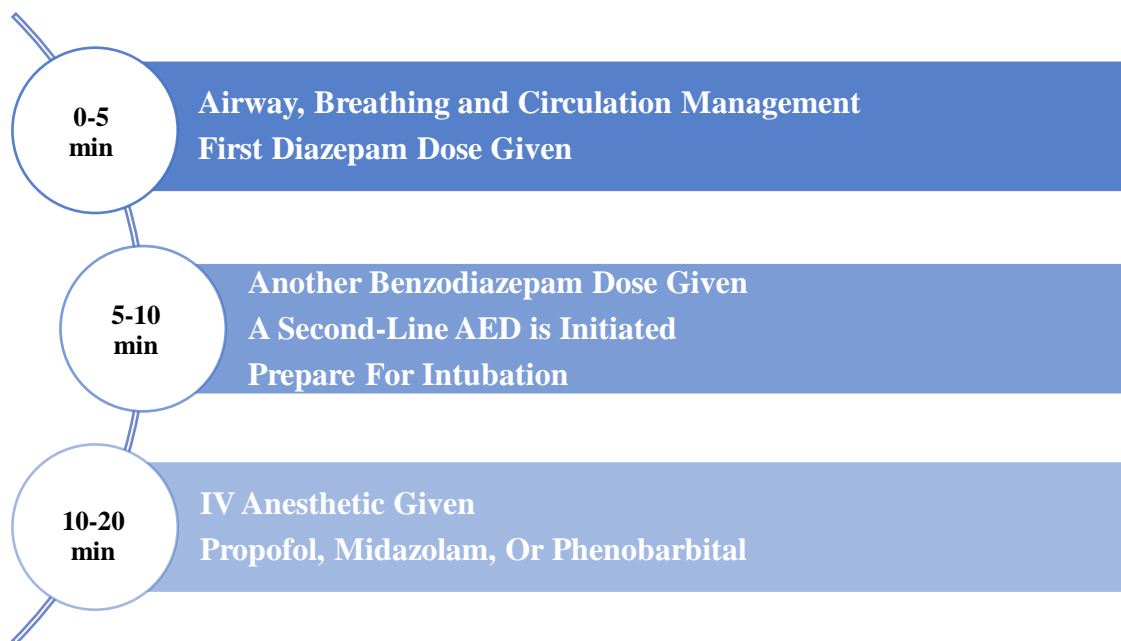 0-5
min
Airway, Breathing and Circulation Management
First Diazepam Dose Given
5-10
min
Another Benzodiazepam Dose Given
A Second-Line AED is Initiated
Prepare For Intubation
10-20
min
IV Anesthetic Given
Propofol, Midazolam, Or Phenobarbital